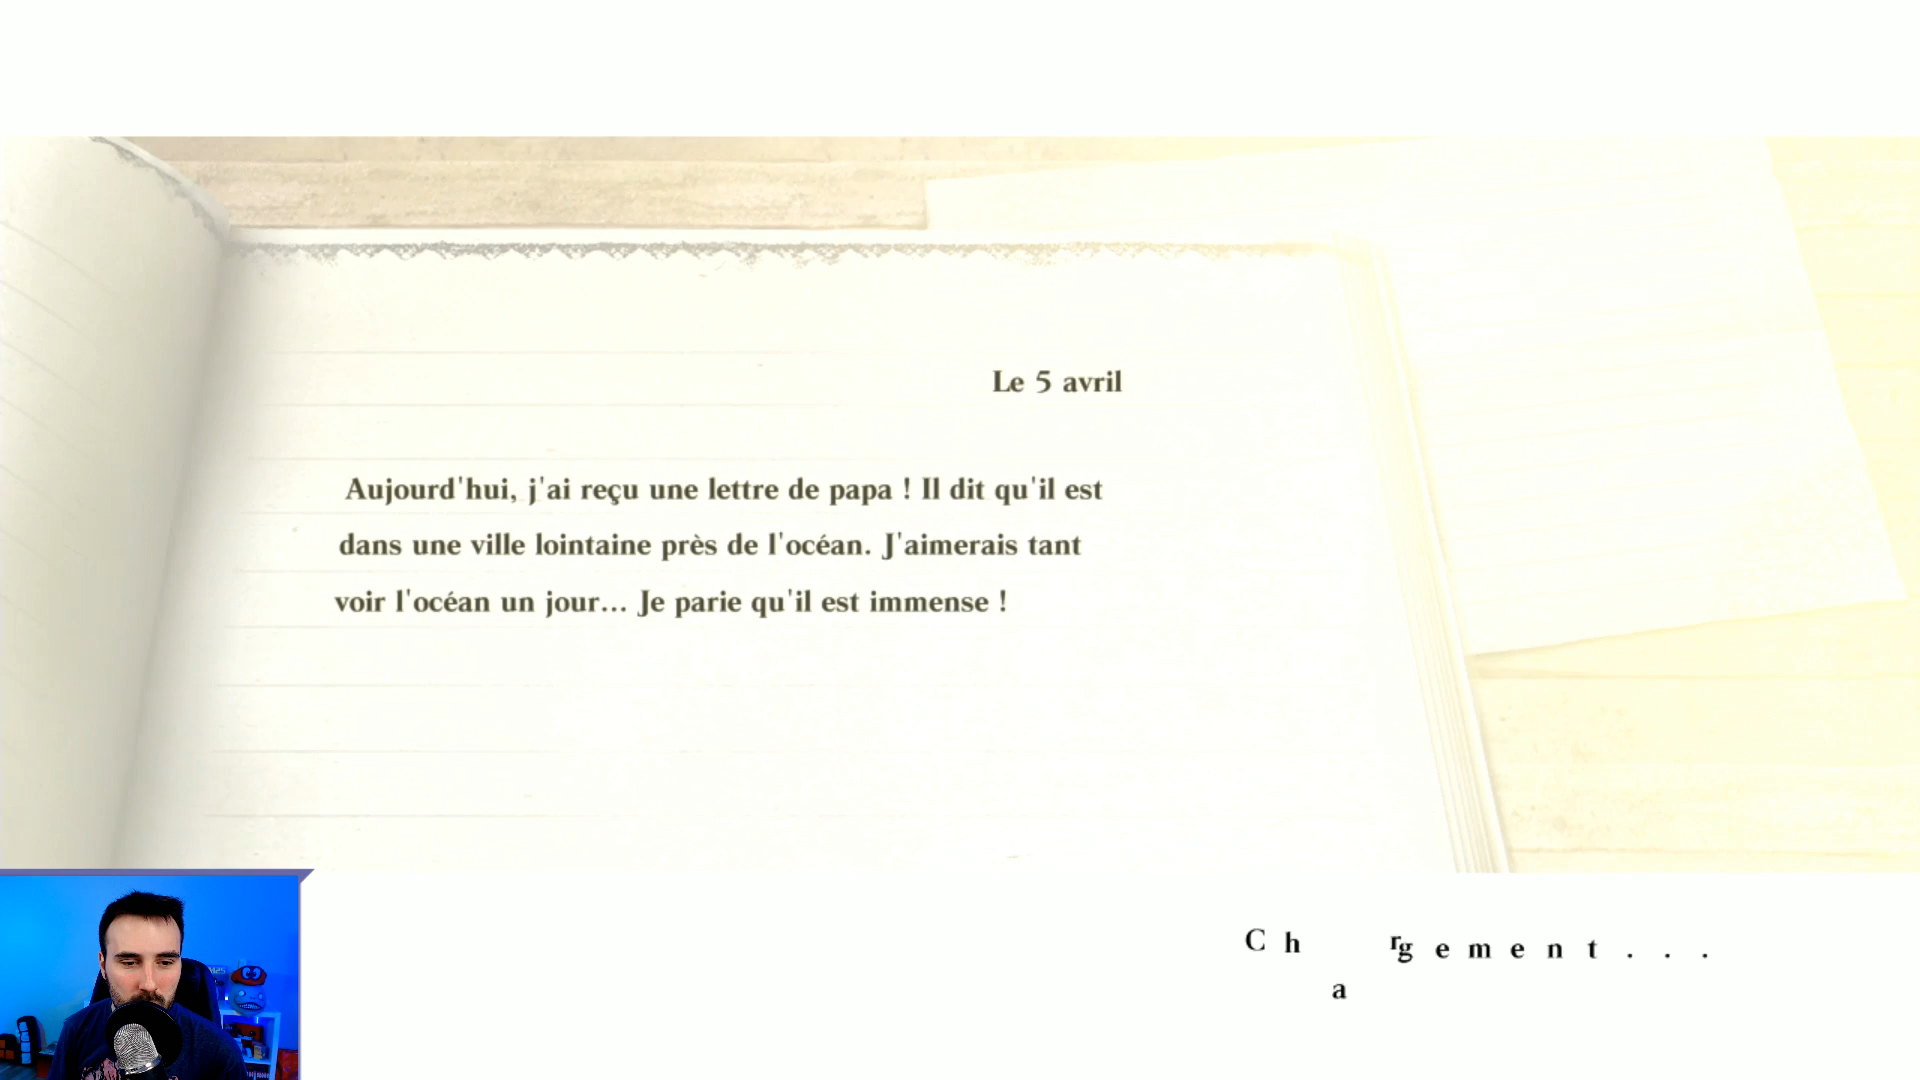 Le 5 avril
Aujourd'hui, j'ai reçu une lettre de papa ! Il dit qu'il est
dans une ville lointaine près de l'océan. J'aimerais tant
voir l'océan un jour... Je parie qu'il est immense !
Chargement...